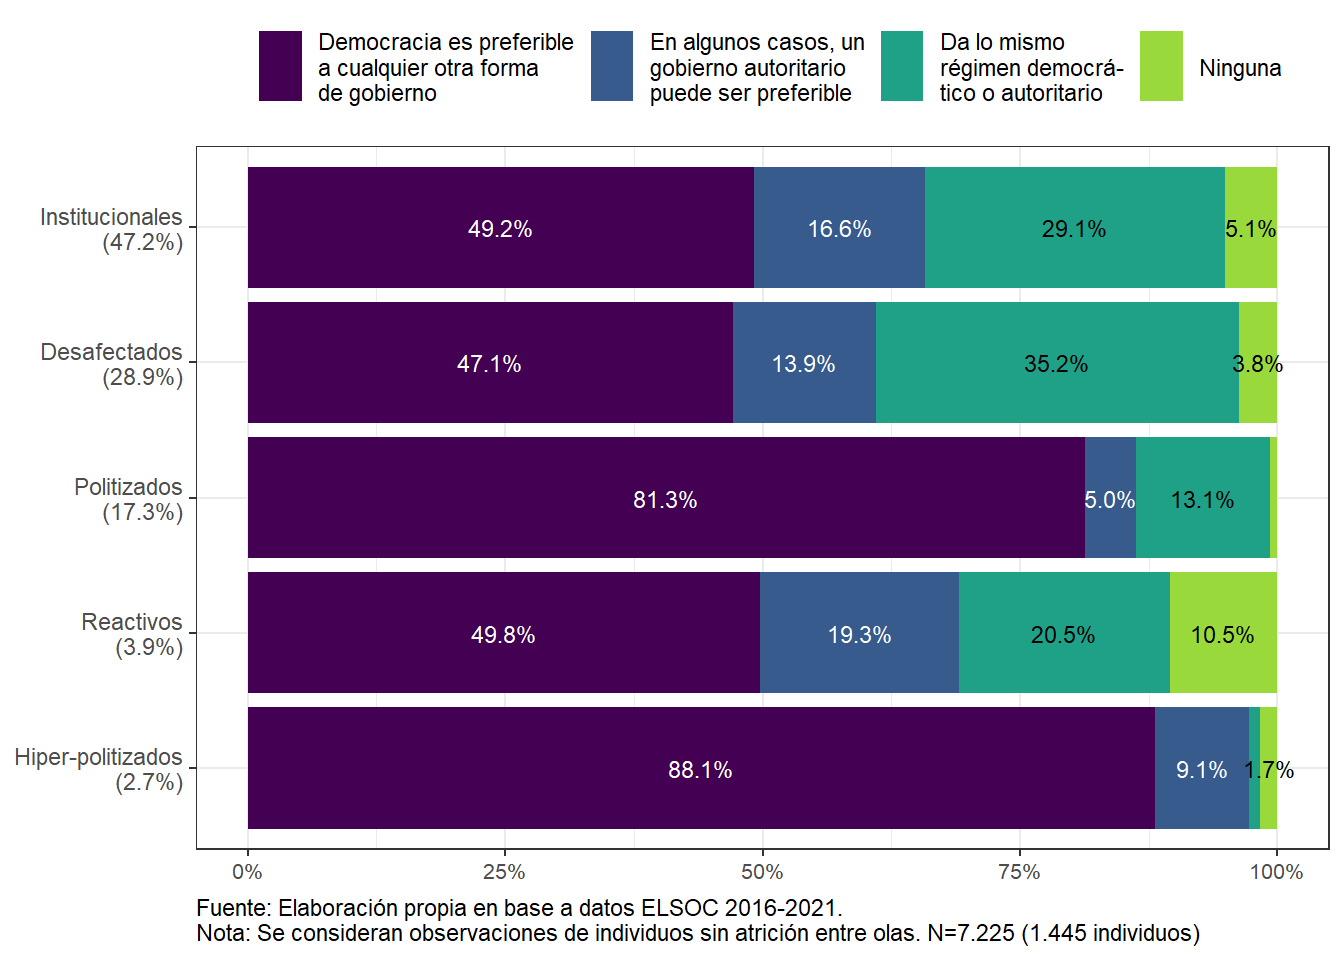 Democracia es preferible
a cualquier otra forma
de gobierno
En algunos casos, un
gobierno autoritario
puede ser preferible
Da lo mismo
régimen democrá-
tico o autoritario
Ninguna
Institucionales
(47.2%)
49.2%
16.6%
29.1%
5.1%
Desafectados
(28.9%)
47.1%
13.9%
35.2%
3.8%
Politizados
(17.3%)
81.3%
5.0%
13.1%
Reactivos
(3.9%)
49.8%
19.3%
20.5%
10.5%
Hiper-politizados
(2.7%)
88.1%
9.1%
1.7%
0%
25%
50%
75%
100%
Fuente: Elaboración propia en base a datos ELSOC 2016-2021.
Nota: Se consideran observaciones de individuos sin atrición entre olas. N=7.225 (1.445 individuos)